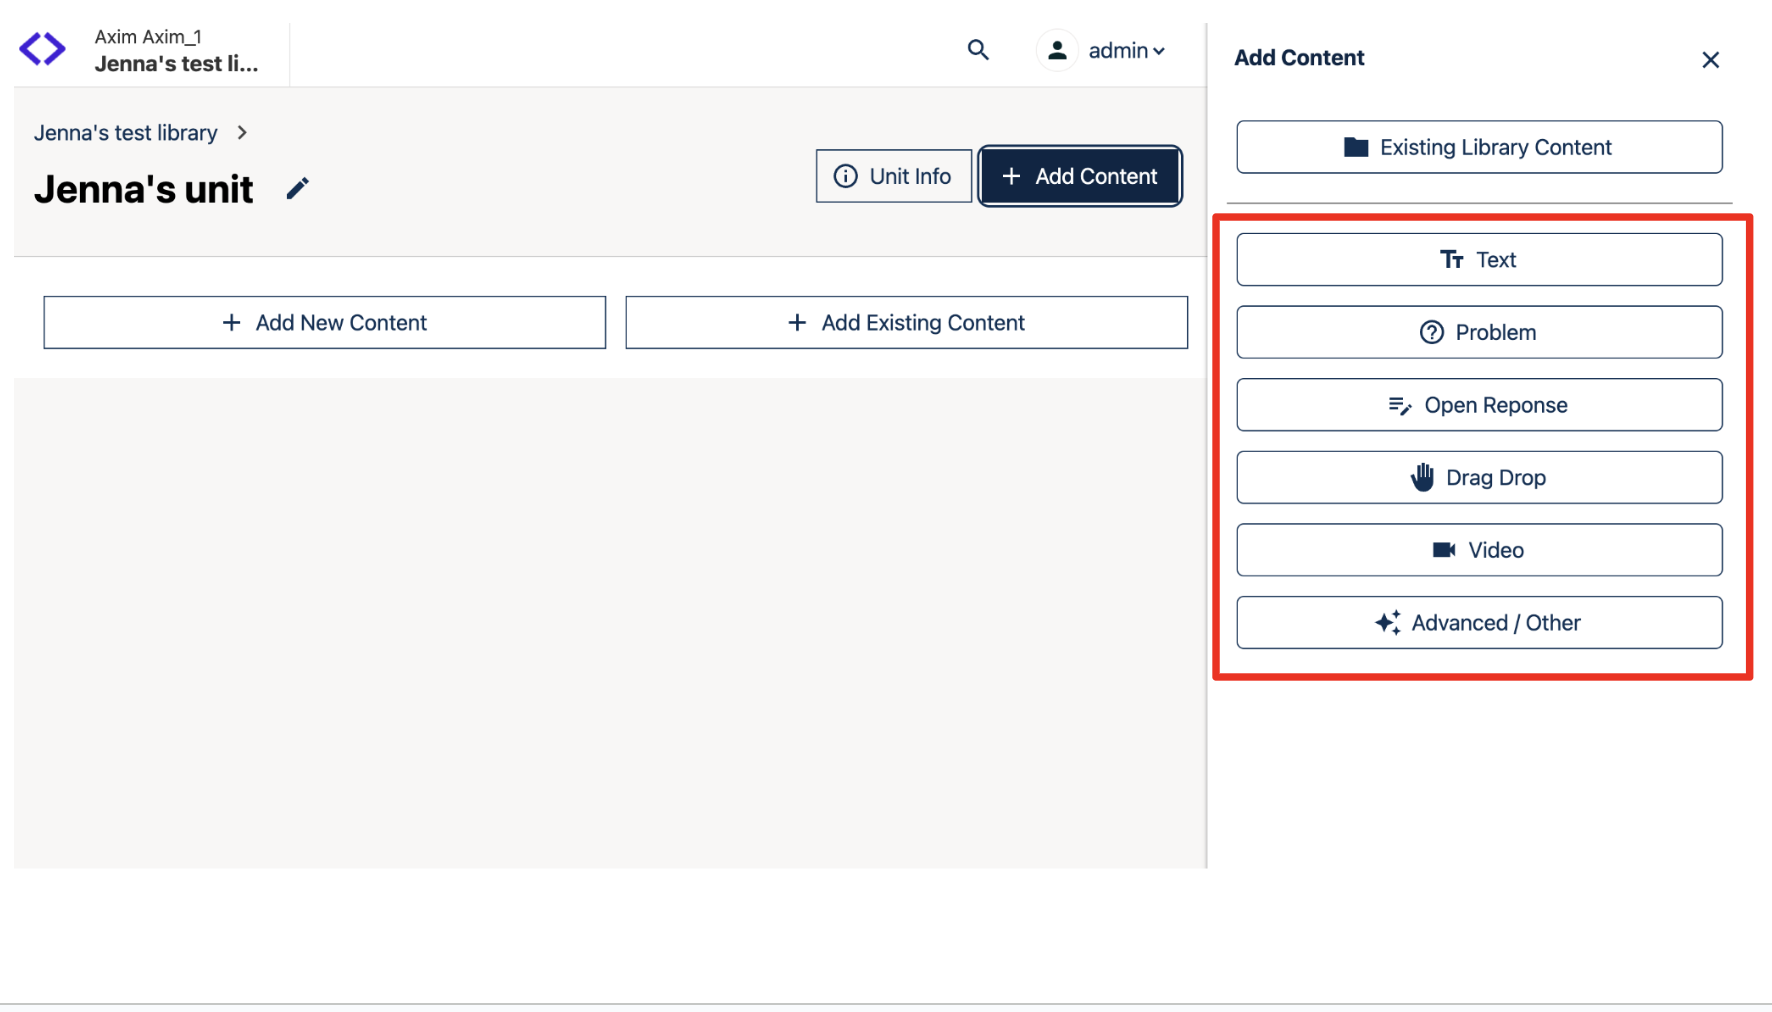 Axim Axim_1
Jenna's test li...
admin
Jenna's test library
Jenna's unit
Unit Info
+ Add Content
+ Add New Content
+ Add Existing Content
Add Content
Existing Library Content
Text
Problem
Open Reponse
Drag Drop
Video
Advanced / Other